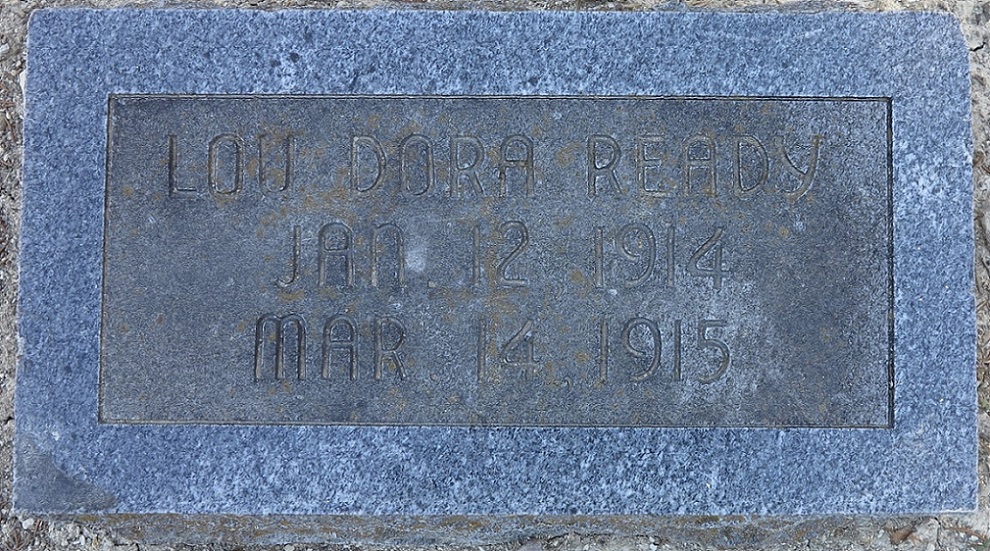 LOU DORA READY
JAN. 12, 1914
MAR. 14, 1915